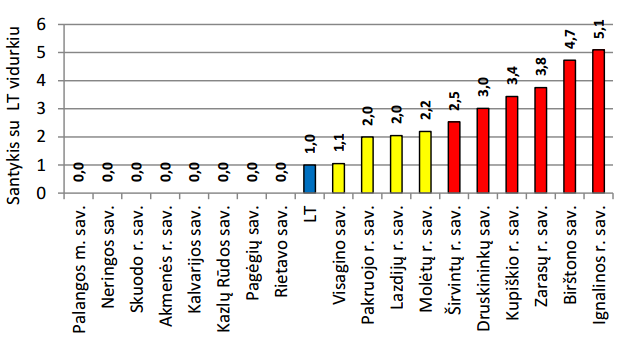 Santykis su LT vidurkiu
6
5
4
3
2
1
0
0,0
0,0
0,0
0,0
0,0
0,0
0,0
0,0
1,0
1,1
2,0
2,0
2,2
2,5
3,0
3,4
3,8
4,7
5,1
Palangos m. sav.
Neringos sav.
Skuodo r. sav.
Akmenės r. sav.
Kalvarijos sav.
Kazlų Rūdos sav.
Pagėgių sav.
Rietavo sav.
LT
Visagino sav.
Pakruojo r. sav.
Lazdijų r. sav.
Molėtų r. sav.
Širvintų r. sav.
Druskininkų sav.
Kupiškio r. sav.
Zarasų r. sav.
Birštono sav.
Ignalinos r. sav.